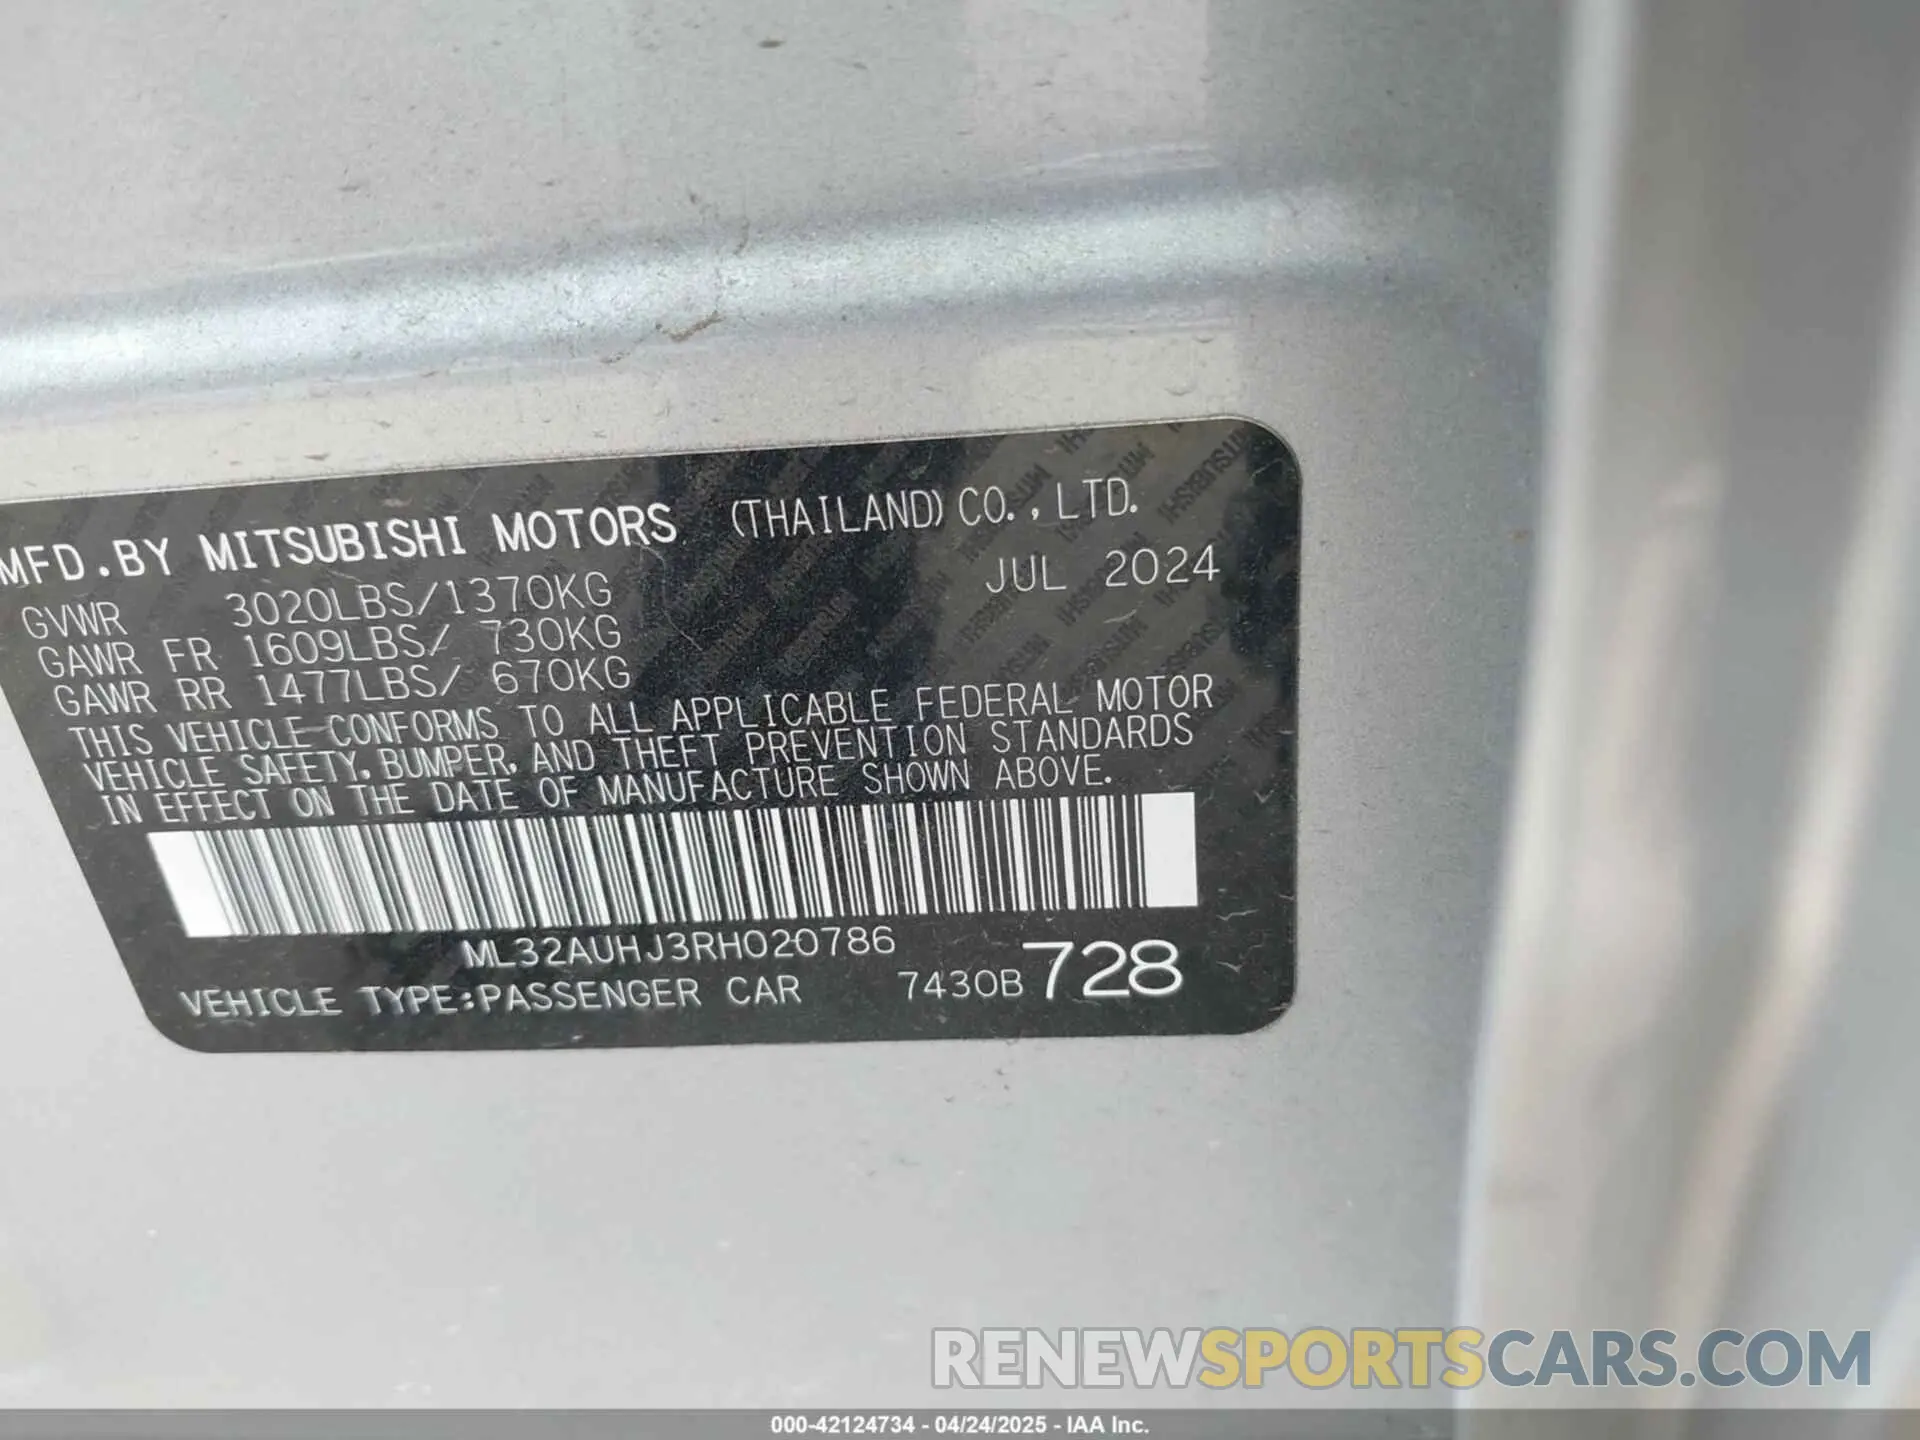 MFD.BY MITSUBISHI MOTORS (THAILAND) CO., LTD.
JUL 2024
GVWR 3020LBS/1370KG
GAWR FR 1609LBS/ 730KG
GAWR RR 1477LBS/ 670KG
THIS VEHICLE CONFORMS TO ALL APPLICABLE FEDERAL MOTOR
VEHICLE SAFETY, BUMPER, AND THEFT PREVENTION STANDARDS
IN EFFECT ON THE DATE OF MANUFACTURE SHOWN ABOVE.
ML32AUHJ3RH020786
VEHICLE TYPE:PASSENGER CAR 7430B 728
RENEWSPORTSCARS.COM
000-42124734 - 04/24/2025 - IAA Inc.